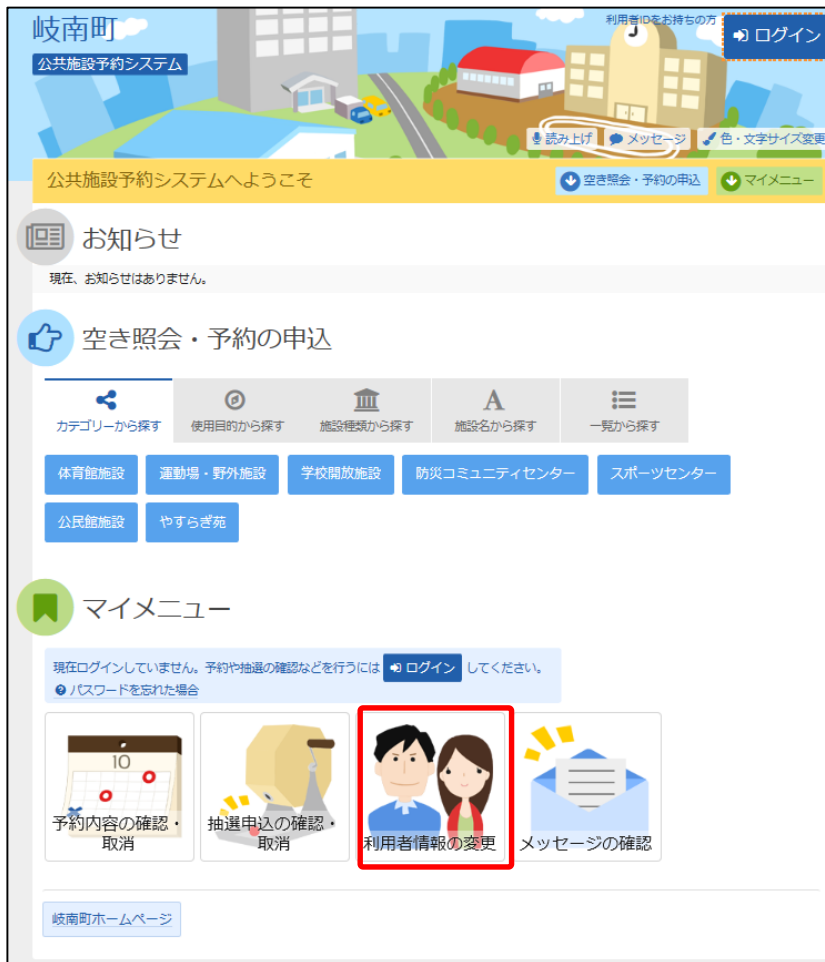 岐南町
公共施設予約システム
利用者IDをお持ちの方
ログイン
読み上げ
メッセージ
色・文字サイズ変更
公共施設予約システムへようこそ
空き照会・予約の申込
マイメニュー
お知らせ
現在、お知らせはありません。
空き照会・予約の申込
カテゴリーから探す
使用目的から探す
施設種類から探す
A
施設名から探す
一覧から探す
体育館施設
運動場・野外施設
学校開放施設
防災コミュニティセンター
スポーツセンター
公民館施設
やすらぎ苑
マイメニュー
現在ログインしていません。予約や抽選の確認などを行うには ログイン してください。
パスワードを忘れた場合
10
予約内容の確認・
取消
抽選申込の確認・
取消
利用者情報の変更
メッセージの確認
岐南町ホームページ